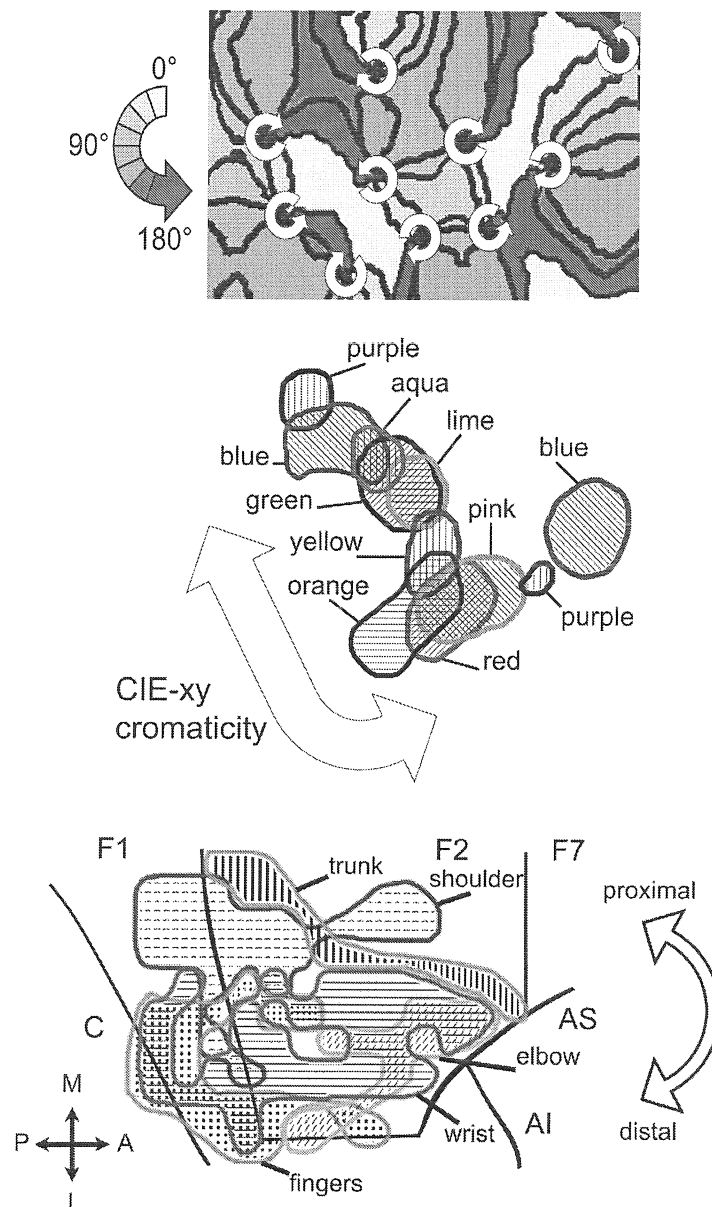 0°
90°
180°
purple
aqua
lime
blue
blue
green
pink
yellow
orange
purple
red
CIE-xy
cromaticity
F1
F2
F7
trunk
shoulder
proximal
C
AS
elbow
M
P
A
wrist
AI
distal
L
fingers